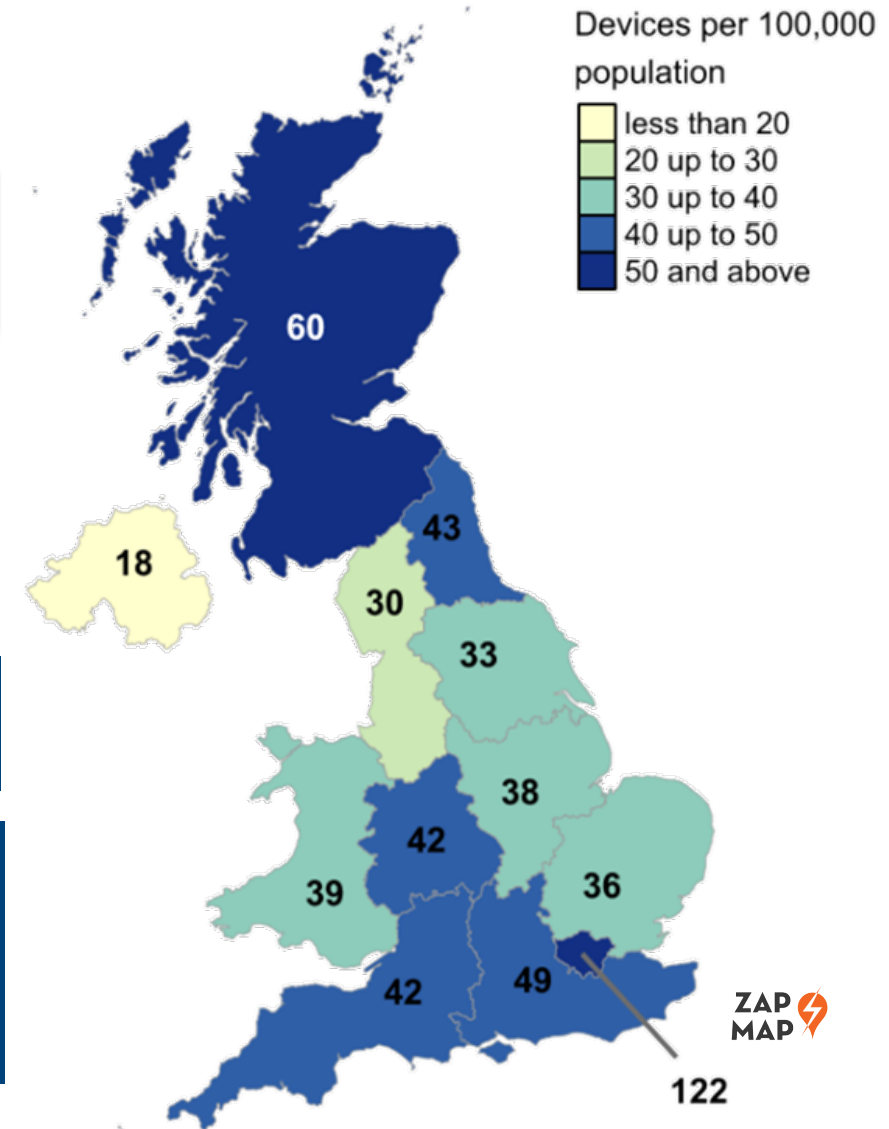 Devices per 100,000
population
less than 20
20 up to 30
30 up to 40
40 up to 50
50 and above
60
43
18
30
33
38
42
36
39
42
49
ZAP
MAP
122